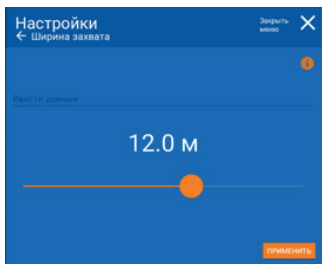 Настройки
Закрыть
меню
← Ширина захвата
Ввести данные
12.0 м
ПРИМЕНИТЬ